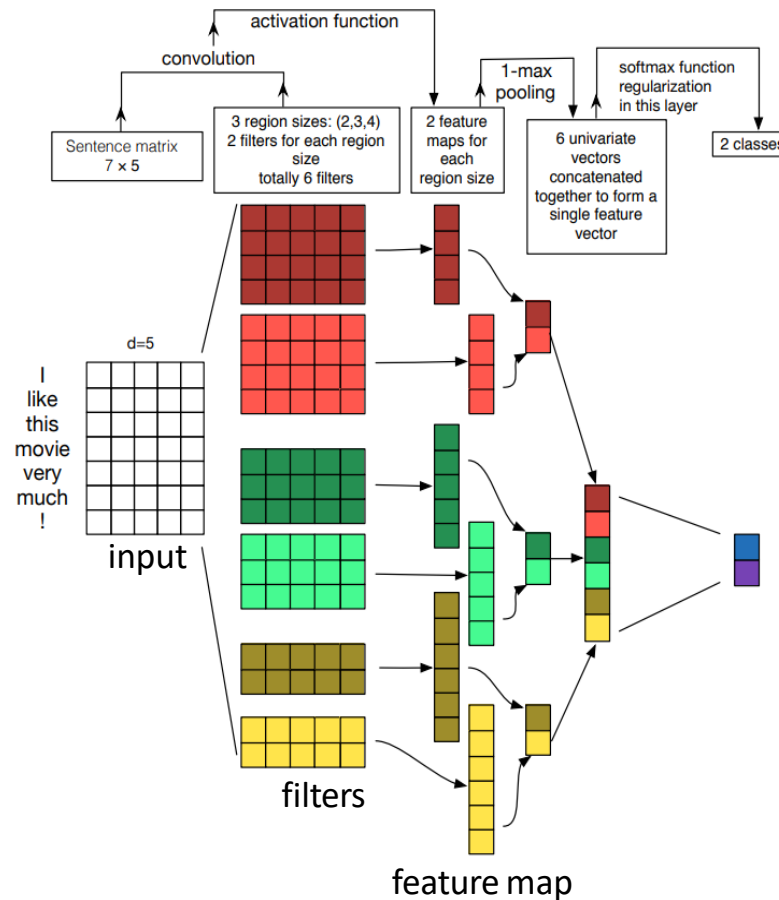 activation function
convolution
1-max
pooling
softmax function
regularization
in this layer
Sentence matrix
7 × 5
3 region sizes: (2,3,4)
2 filters for each region
size
totally 6 filters
2 feature
maps for
each
region size
6 univariate
vectors
concatenated
together to form a
single feature
vector
2 classes
d=5
I
like
this
movie
very
much
!
input
filters
feature map